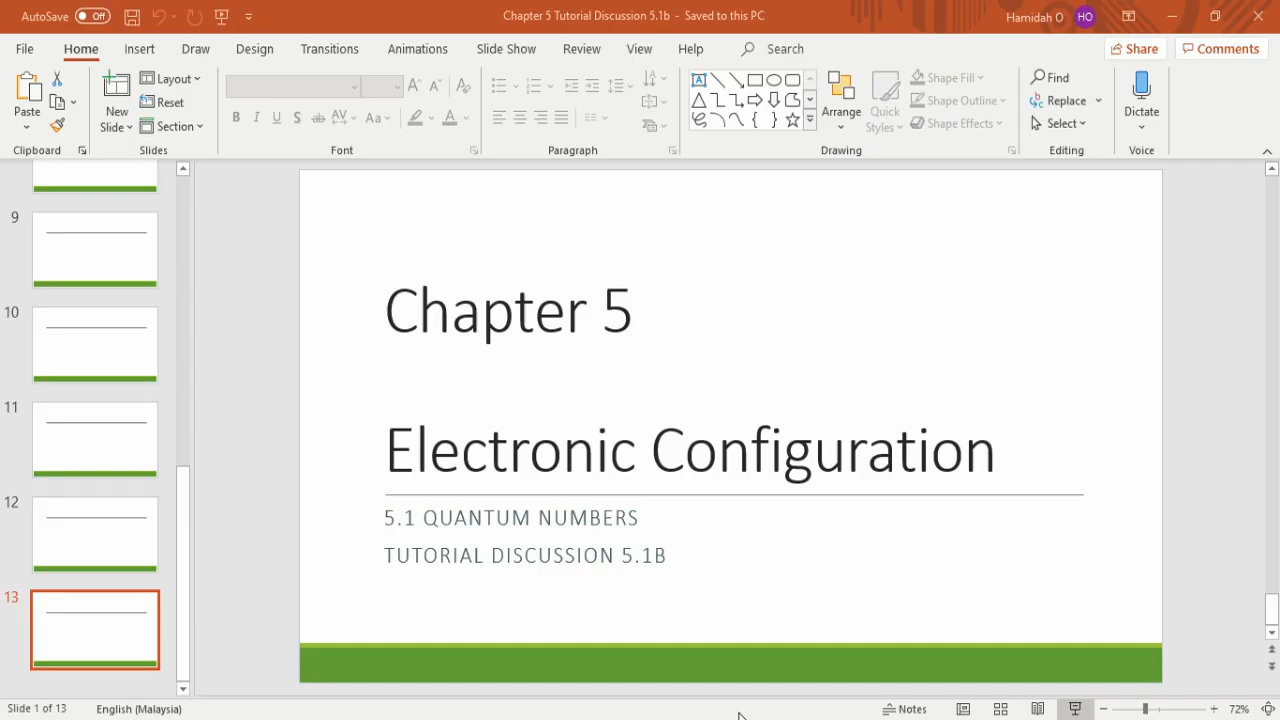 AutoSave Off
Chapter 5 Tutorial Discussion 5.1b - Saved to this PC
Hamidah O HO
File Home Insert Draw Design Transitions Animations Slide Show Review View Help Search Share Comments
Paste
Clipboard
New Slide
Layout
Reset
Section
Slides
B I U S ab AV Aa A
Font
Paragraph
Arrange
Quick Styles
Shape Fill
Shape Outline
Shape Effects
Drawing
Find
Replace
Select
Editing
Dictate
Voice
9
10
11
12
13
Chapter 5
Electronic Configuration
5.1 QUANTUM NUMBERS
TUTORIAL DISCUSSION 5.1B
Slide 1 of 13 English (Malaysia) Notes 72%